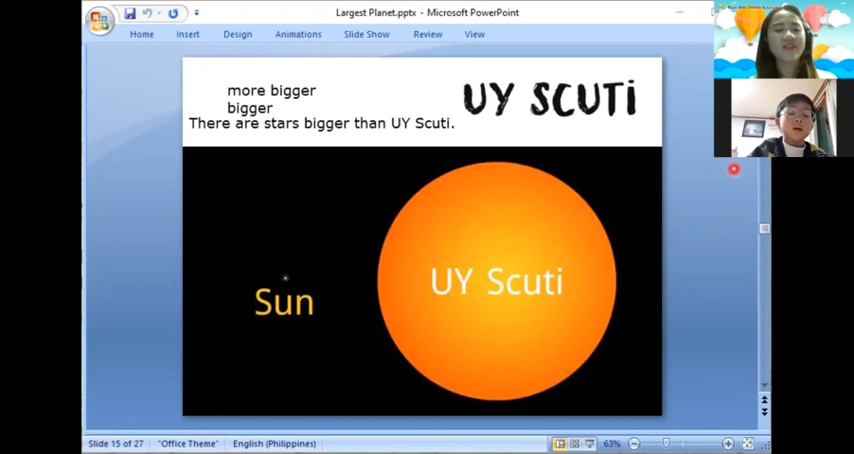 Largest Planet.pptx - Microsoft PowerPoint
Home Insert Design Animations Slide Show Review View
more bigger
bigger
There are stars bigger than UY Scuti.
UY SCUTi
Sun
UY Scuti
Slide 15 of 27 "Office Theme" English (Philippines) 63%